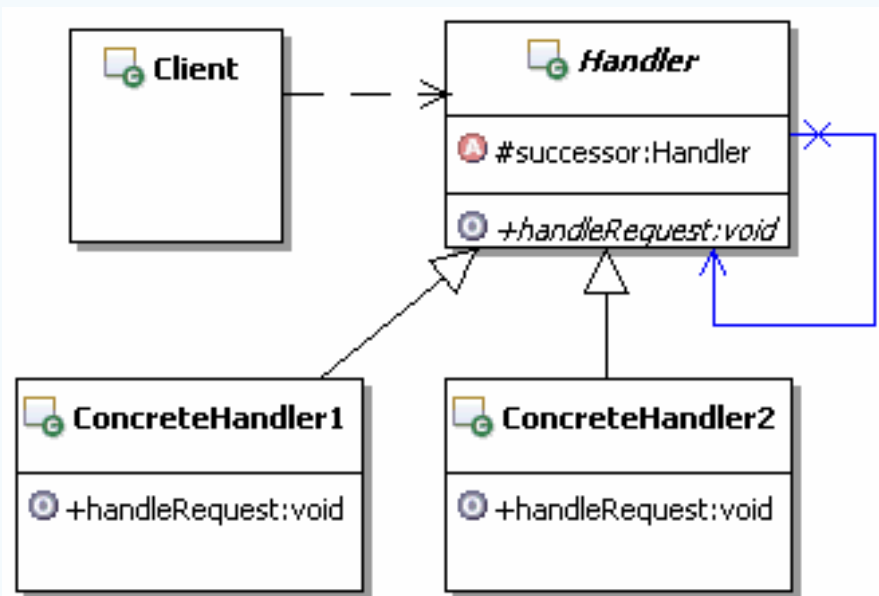 Client
Handler
#successor:Handler
+handleRequest:void
ConcreteHandler1
+handleRequest:void
ConcreteHandler2
+handleRequest:void